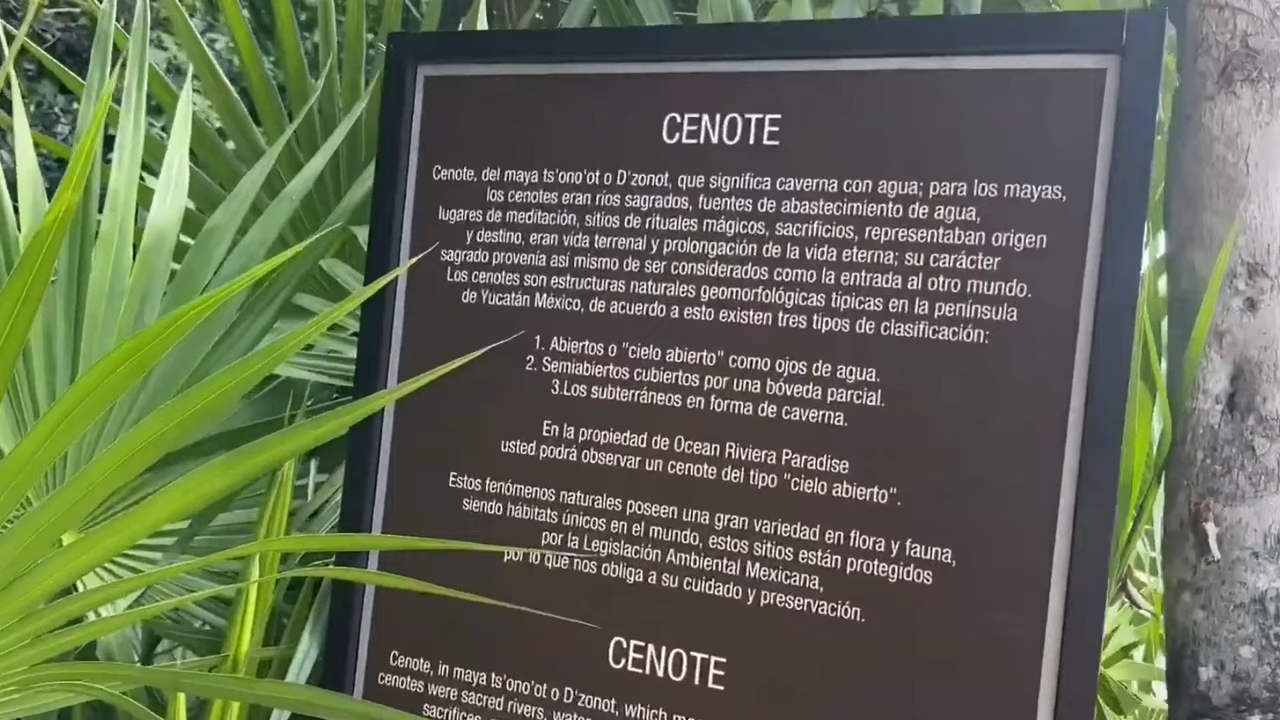 CENOTE
Cenote, del maya ts'ono'ot o D'zonot, que significa caverna con agua; para los mayas,
los cenotes eran ríos sagrados, fuentes de abastecimiento de agua,
lugares de meditación, sitios de rituales mágicos, sacrificios, representaban origen
y destino, eran vida terrenal y prolongación de la vida eterna; su carácter
sagrado provenía así mismo de ser considerados como la entrada al otro mundo.
Los cenotes son estructuras naturales geomorfológicas típicas en la península
de Yucatán México, de acuerdo a esto existen tres tipos de clasificación:
1. Abiertos o "cielo abierto" como ojos de agua.
2. Semiabiertos cubiertos por una bóveda parcial.
3.Los subterráneos en forma de caverna.
En la propiedad de Ocean Riviera Paradise
usted podrá observar un cenote del tipo "cielo abierto".
Estos fenómenos naturales poseen una gran variedad en flora y fauna,
siendo hábitats únicos en el mundo, estos sitios están protegidos
por la Legislación Ambiental Mexicana,
por lo que nos obliga a su cuidado y preservación.
CENOTE
Cenote, in maya ts'ono'ot o D'zonot, which
cenotes were sacred rivers,
sacrifices,